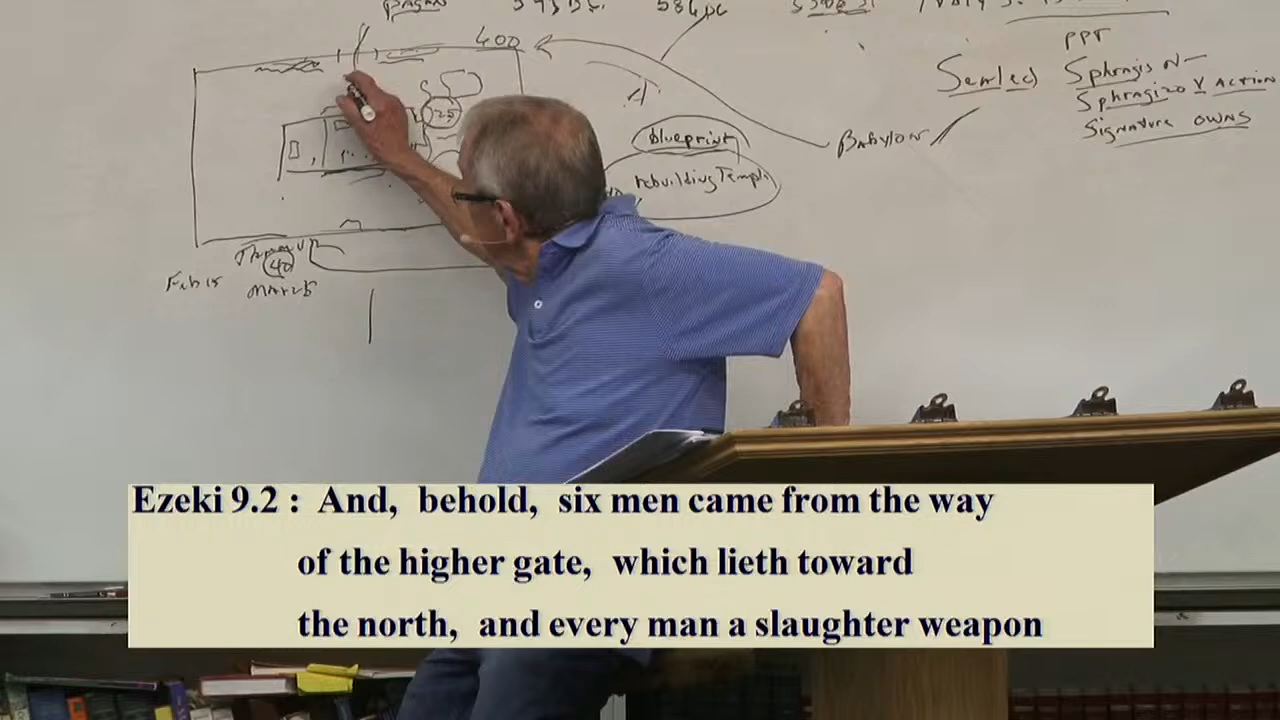 400
PPT
Sealed Sphragis N-
Sphragizo V ACTION
Signature OWNS
25
blueprint
BABYLON
rebuilding Temple
40
Feb 15
Ezeki 9.2 : And, behold, six men came from the way
of the higher gate, which lieth toward
the north, and every man a slaughter weapon